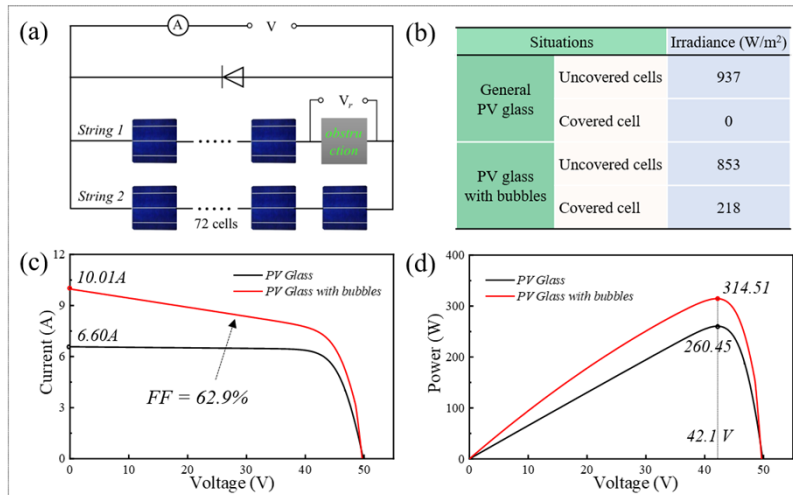 (a)
A
V
V_r
String 1
obstru
ction
String 2
72 cells
(b)
Situations Irradiance (W/m²)
General
PV glass
Uncovered cells 937
Covered cell 0
PV glass
with bubbles
Uncovered cells 853
Covered cell 218
(c)
12
9
6
3
0
Current (A)
10.01A
6.60A
PV Glass
PV Glass with bubbles
FF = 62.9%
0 10 20 30 40 50
Voltage (V)
(d)
400
300
200
100
0
Power (W)
PV Glass
PV Glass with bubbles
314.51
260.45
42.1 V
0 10 20 30 40 50
Voltage (V)